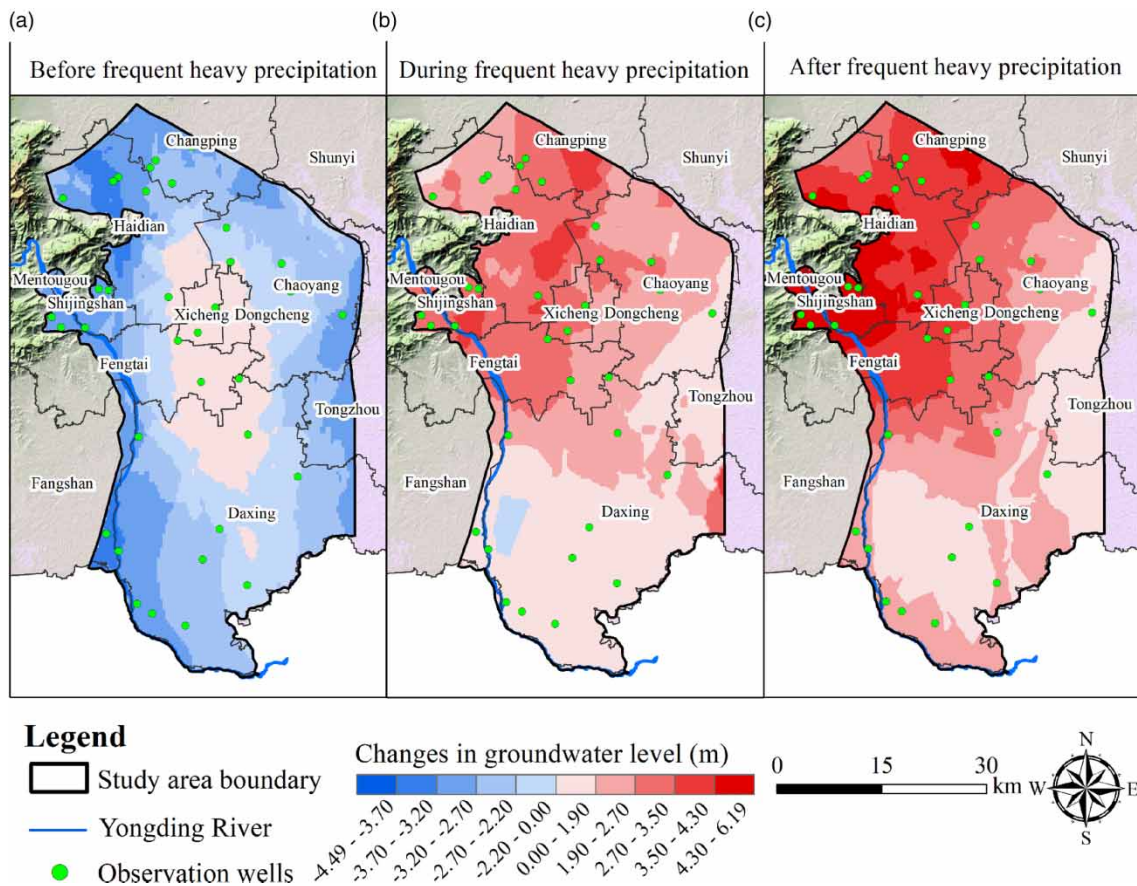 (a)
(b)
(c)
Before frequent heavy precipitation
During frequent heavy precipitation
After frequent heavy precipitation
Changping
Shunyi
Haidian
Mentougou
Shijingshan
Chaoyang
Xicheng Dongcheng
Fengtai
Tongzhou
Fangshan
Daxing
Changping
Shunyi
Haidian
Mentougou
Shijingshan
Chaoyang
Xicheng Dongcheng
Fengtai
Tongzhou
Fangshan
Daxing
Changping
Shunyi
Haidian
Mentougou
Shijingshan
Chaoyang
Xicheng Dongcheng
Fengtai
Tongzhou
Fangshan
Daxing
Legend
Study area boundary
Yongding River
Observation wells
Changes in groundwater level (m)
-4.49 - -3.70
-3.70 - -3.20
-3.20 - -2.70
-2.70 - -2.20
-2.20 - 0.00
0.00 - 1.90
1.90 - 2.70
2.70 - 3.50
3.50 - 4.30
4.30 - 6.19
0 15 30
km
N
W E
S